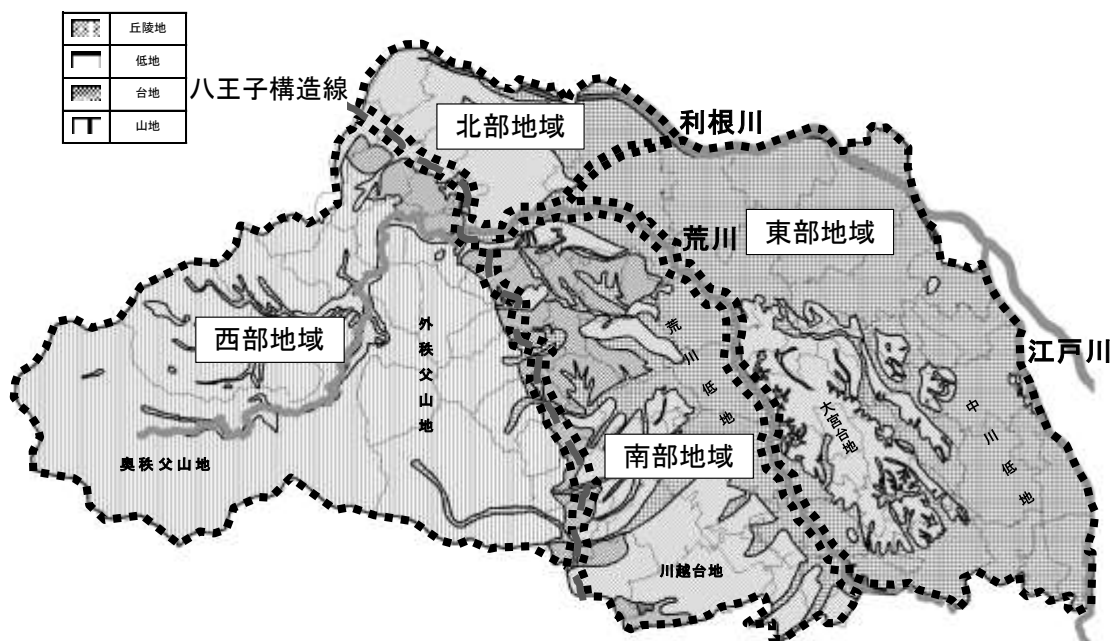 丘陵地
低地
台地
山地
八王子構造線
北部地域
利根川
荒川
東部地域
西部地域
外秩父山地
荒川低地
江戸川
大宮台地
中川低地
南部地域
奥秩父山地
川越台地